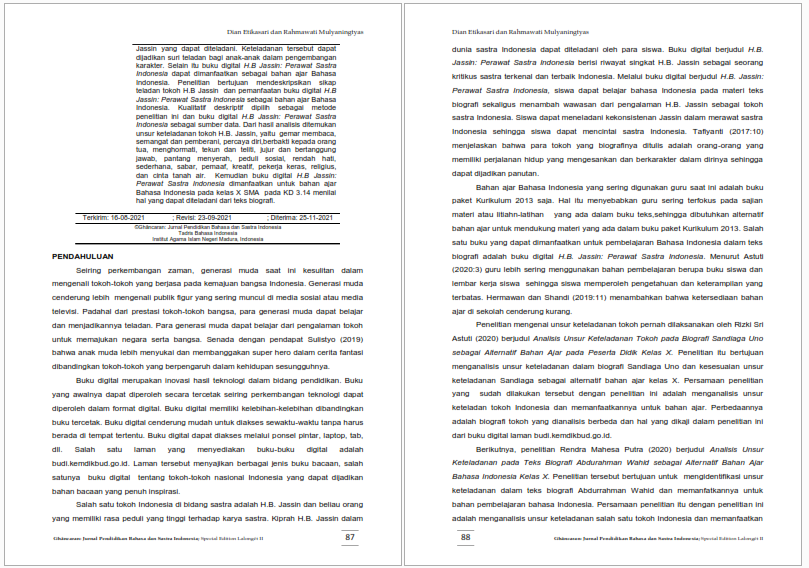 Dian Etikasari dan Rahmawati Mulyaningtyas
Jassin yang dapat diteladani. Keteladanan tersebut dapat
dijadikan suri teladan bagi anak-anak dalam pengembangan
karakter. Selain itu buku digital H.B Jassin: Perawat Sastra
Indonesia dapat dimanfaatkan sebagai bahan ajar Bahasa
Indonesia. Penelitian bertujuan mendeskripsikan sikap
teladan tokoh H.B Jassin dan pemanfaatan buku digital H.B
Jassin: Perawat Sastra Indonesia sebagai bahan ajar Bahasa
Indonesia. Kualitatif deskriptif dipilih sebagai metode
penelitian ini dan buku digital H.B Jassin: Perawat Sastra
Indonesia sebagai sumber data. Dari hasil analisis ditemukan
unsur keteladanan tokoh H.B. Jassin, yaitu gemar membaca,
semangat dan pemberani, percaya diri,berbakti kepada orang
tua, menghormati, tekun dan teliti, jujur dan bertanggung
jawab, pantang menyerah, peduli sosial, rendah hati,
sederhana, sabar, pemaaf, kreatif, pekerja keras, religius,
dan cinta tanah air. Kemudian buku digital H.B Jassin:
Perawat Sastra Indonesia dimanfaatkan untuk bahan ajar
Bahasa Indonesia pada kelas X SMA pada KD 3.14 menilai
hal yang dapat diteladani dari teks biografi.
Terkirim: 16-08-2021 ; Revisi: 23-09-2021 ; Diterima: 25-11-2021
©Ghâncaran: Jurnal Pendidikan Bahasa dan Sastra Indonesia
Tadris Bahasa Indonesia
Institut Agama Islam Negeri Madura, Indonesia
PENDAHULUAN
Seiring perkembangan zaman, generasi muda saat ini kesulitan dalam
mengenali tokoh-tokoh yang berjasa pada kemajuan bangsa Indonesia. Generasi muda
cenderung lebih mengenali publik figur yang sering muncul di media sosial atau media
televisi. Padahal dari prestasi tokoh-tokoh bangsa, para generasi muda dapat belajar
dan menjadikannya teladan. Para generasi muda dapat belajar dari pengalaman tokoh
untuk memajukan negara serta bangsa. Senada dengan pendapat Sulistyo (2019)
bahwa anak muda lebih menyukai dan membanggakan super hero dalam cerita fantasi
dibandingkan tokoh-tokoh yang berpengaruh dalam kehidupan sesungguhnya.
Buku digital merupakan inovasi hasil teknologi dalam bidang pendidikan. Buku
yang awalnya dapat diperoleh secara tercetak seiring perkembangan teknologi dapat
diperoleh dalam format digital. Buku digital memiliki kelebihan-kelebihan dibandingkan
buku tercetak. Buku digital cenderung mudah untuk diakses sewaktu-waktu tanpa harus
berada di tempat tertentu. Buku digital dapat diakses melalui ponsel pintar, laptop, tab,
dll. Salah satu laman yang menyediakan buku-buku digital adalah
budi.kemdikbud.go.id. Laman tersebut menyajikan berbagai jenis buku bacaan, salah
satunya buku digital tentang tokoh-tokoh nasional Indonesia yang dapat dijadikan
bahan bacaan yang penuh inspirasi.
Salah satu tokoh Indonesia di bidang sastra adalah H.B. Jassin dan beliau orang
yang memiliki rasa peduli yang tinggi terhadap karya sastra. Kiprah H.B. Jassin dalam
Ghâncaran: Jurnal Pendidikan Bahasa dan Sastra Indonesia; Special Edition Lalongèt II 87
Dian Etikasari dan Rahmawati Mulyaningtyas
dunia sastra Indonesia dapat diteladani oleh para siswa. Buku digital berjudul H.B.
Jassin: Perawat Sastra Indonesia berisi riwayat singkat H.B. Jassin sebagai seorang
kritikus sastra terkenal dan terbaik Indonesia. Melalui buku digital berjudul H.B. Jassin:
Perawat Sastra Indonesia, siswa dapat belajar bahasa Indonesia pada materi teks
biografi sekaligus menambah wawasan dari pengalaman H.B. Jassin sebagai tokoh
sastra Indonesia. Siswa dapat meneladani kekonsistenan Jassin dalam merawat sastra
Indonesia sehingga siswa dapat mencintai sastra Indonesia. Tafiyanti (2017:10)
menjelaskan bahwa para tokoh yang biografinya ditulis adalah orang-orang yang
memiliki perjalanan hidup yang mengesankan dan berkarakter dalam dirinya sehingga
dapat dijadikan panutan.
Bahan ajar Bahasa Indonesia yang sering digunakan guru saat ini adalah buku
paket Kurikulum 2013 saja. Hal itu menyebabkan guru sering terfokus pada sajian
materi atau litiahn-latihan yang ada dalam buku teks,sehingga dibutuhkan alternatif
bahan ajar untuk mendukung materi yang ada dalam buku paket Kurikulum 2013. Salah
satu buku yang dapat dimanfaatkan untuk pembelajaran Bahasa Indonesia dalam teks
biografi adalah buku digital H.B. Jassin: Perawat Sastra Indonesia. Menurut Astuti
(2020:3) guru lebih sering menggunakan bahan pembelajaran berupa buku siswa dan
lembar kerja siswa sehingga siswa memperoleh pengetahuan dan keterampilan yang
terbatas. Hermawan dan Shandi (2019:11) menambahkan bahwa ketersediaan bahan
ajar di sekolah cenderung kurang.
Penelitian mengenai unsur keteladanan tokoh pernah dilaksanakan oleh Rizki Sri
Astuti (2020) berjudul Analisis Unsur Keteladanan Tokoh pada Biografi Sandiaga Uno
sebagai Alternatif Bahan Ajar pada Peserta Didik Kelas X. Penelitian itu bertujuan
menganalisis unsur keteladanan dalam biografi Sandiaga Uno dan kesesuaian unsur
keteladanan Sandiaga sebagai alternatif bahan ajar kelas X. Persamaan penelitian
yang sudah dilakukan tersebut dengan penelitian ini adalah menganalisis unsur
keteladan tokoh Indonesia dan memanfaatkannya untuk bahan ajar. Perbedaannya
adalah biografi tokoh yang dianalisis berbeda dan hal yang dikaji dalam penelitian ini
dari buku digital laman budi.kemdikbud.go.id.
Berikutnya, penelitian Rendra Mahesa Putra (2020) berjudul Analisis Unsur
Keteladanan pada Teks Biografi Abdurahman Wahid sebagai Alternatif Bahan Ajar
Bahasa Indonesia Kelas X. Penelitian tersebut bertujuan untuk mengidentifikasi unsur
keteladanan dalam teks biografi Abdurrahman Wahid dan memanfatkannya untuk
bahan pembelajaran bahasa Indonesia. Persamaan penelitian itu dengan penelitian ini
adalah menganalisis unsur keteladanan salah satu tokoh Indonesia dan memanfaatkan
88 Ghâncaran: Jurnal Pendidikan Bahasa dan Sastra Indonesia; Special Edition Lalongèt II